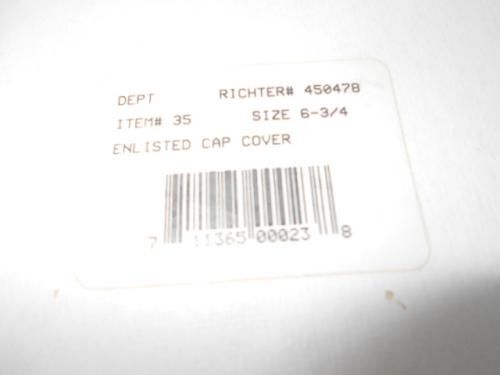 DEPT RICHTER# 450478
ITEM# 35 SIZE 6-3/4
ENLISTED CAP COVER
7 11365 00023 8